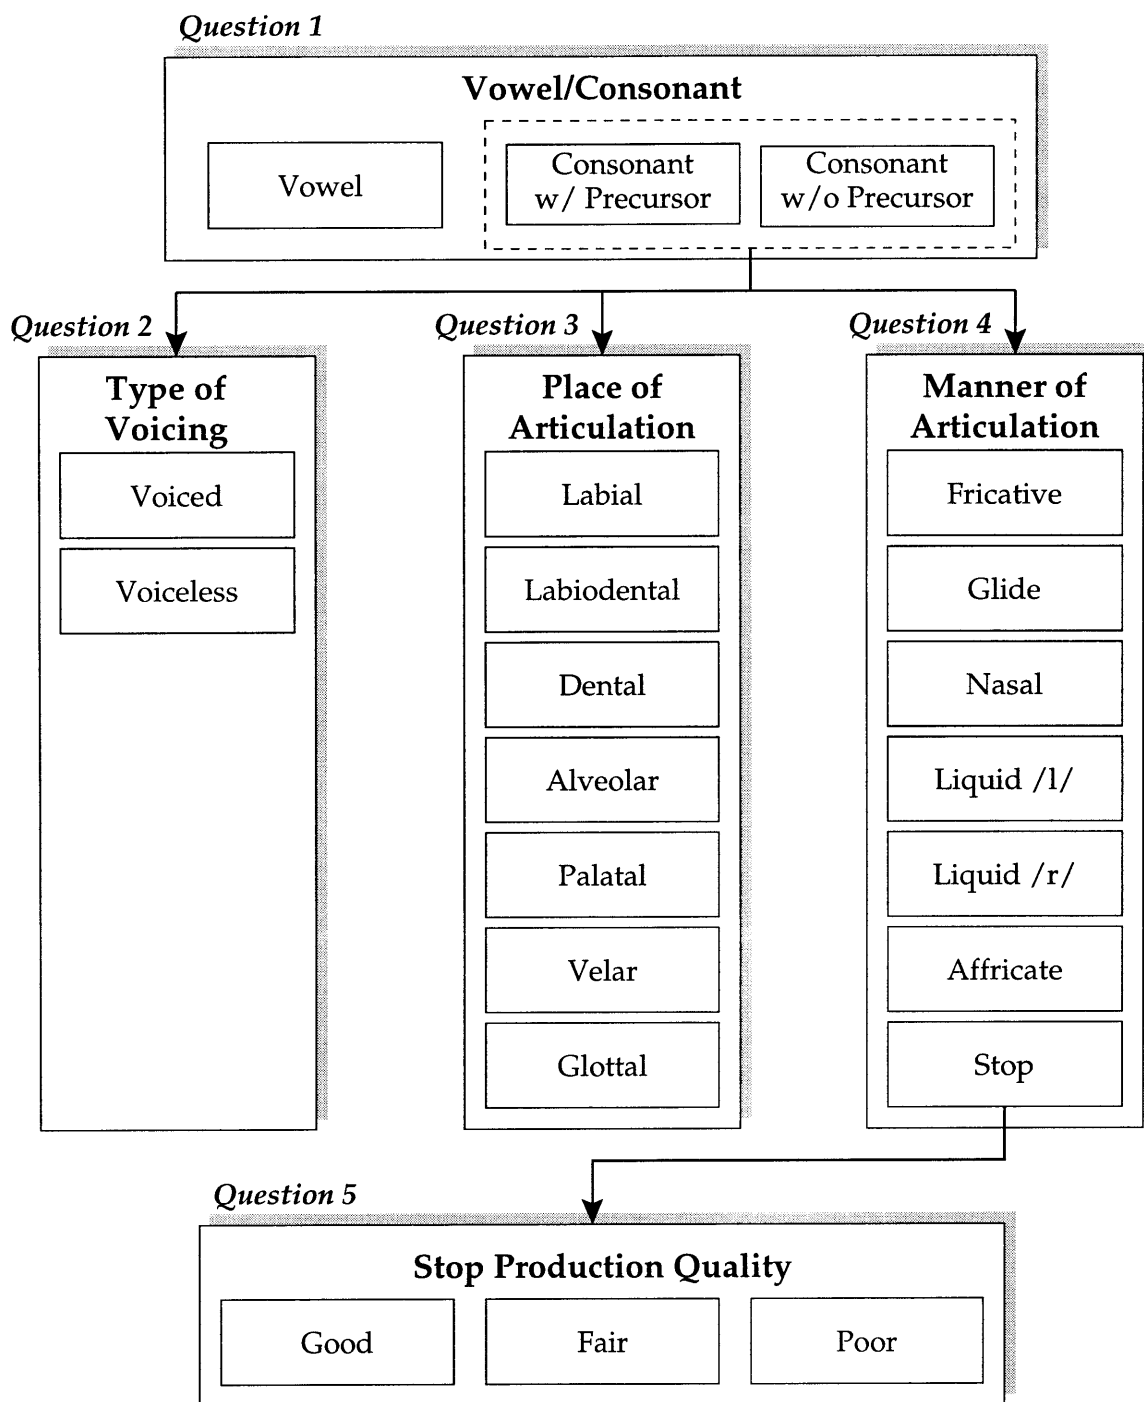 Question 1
Vowel/Consonant
Vowel
Consonant
w/ Precursor
Consonant
w/o Precursor
Question 2
Type of
Voicing
Voiced
Voiceless
Question 3
Place of
Articulation
Labial
Labiodental
Dental
Alveolar
Palatal
Velar
Glottal
Question 4
Manner of
Articulation
Fricative
Glide
Nasal
Liquid /l/
Liquid /r/
Affricate
Stop
Question 5
Stop Production Quality
Good
Fair
Poor